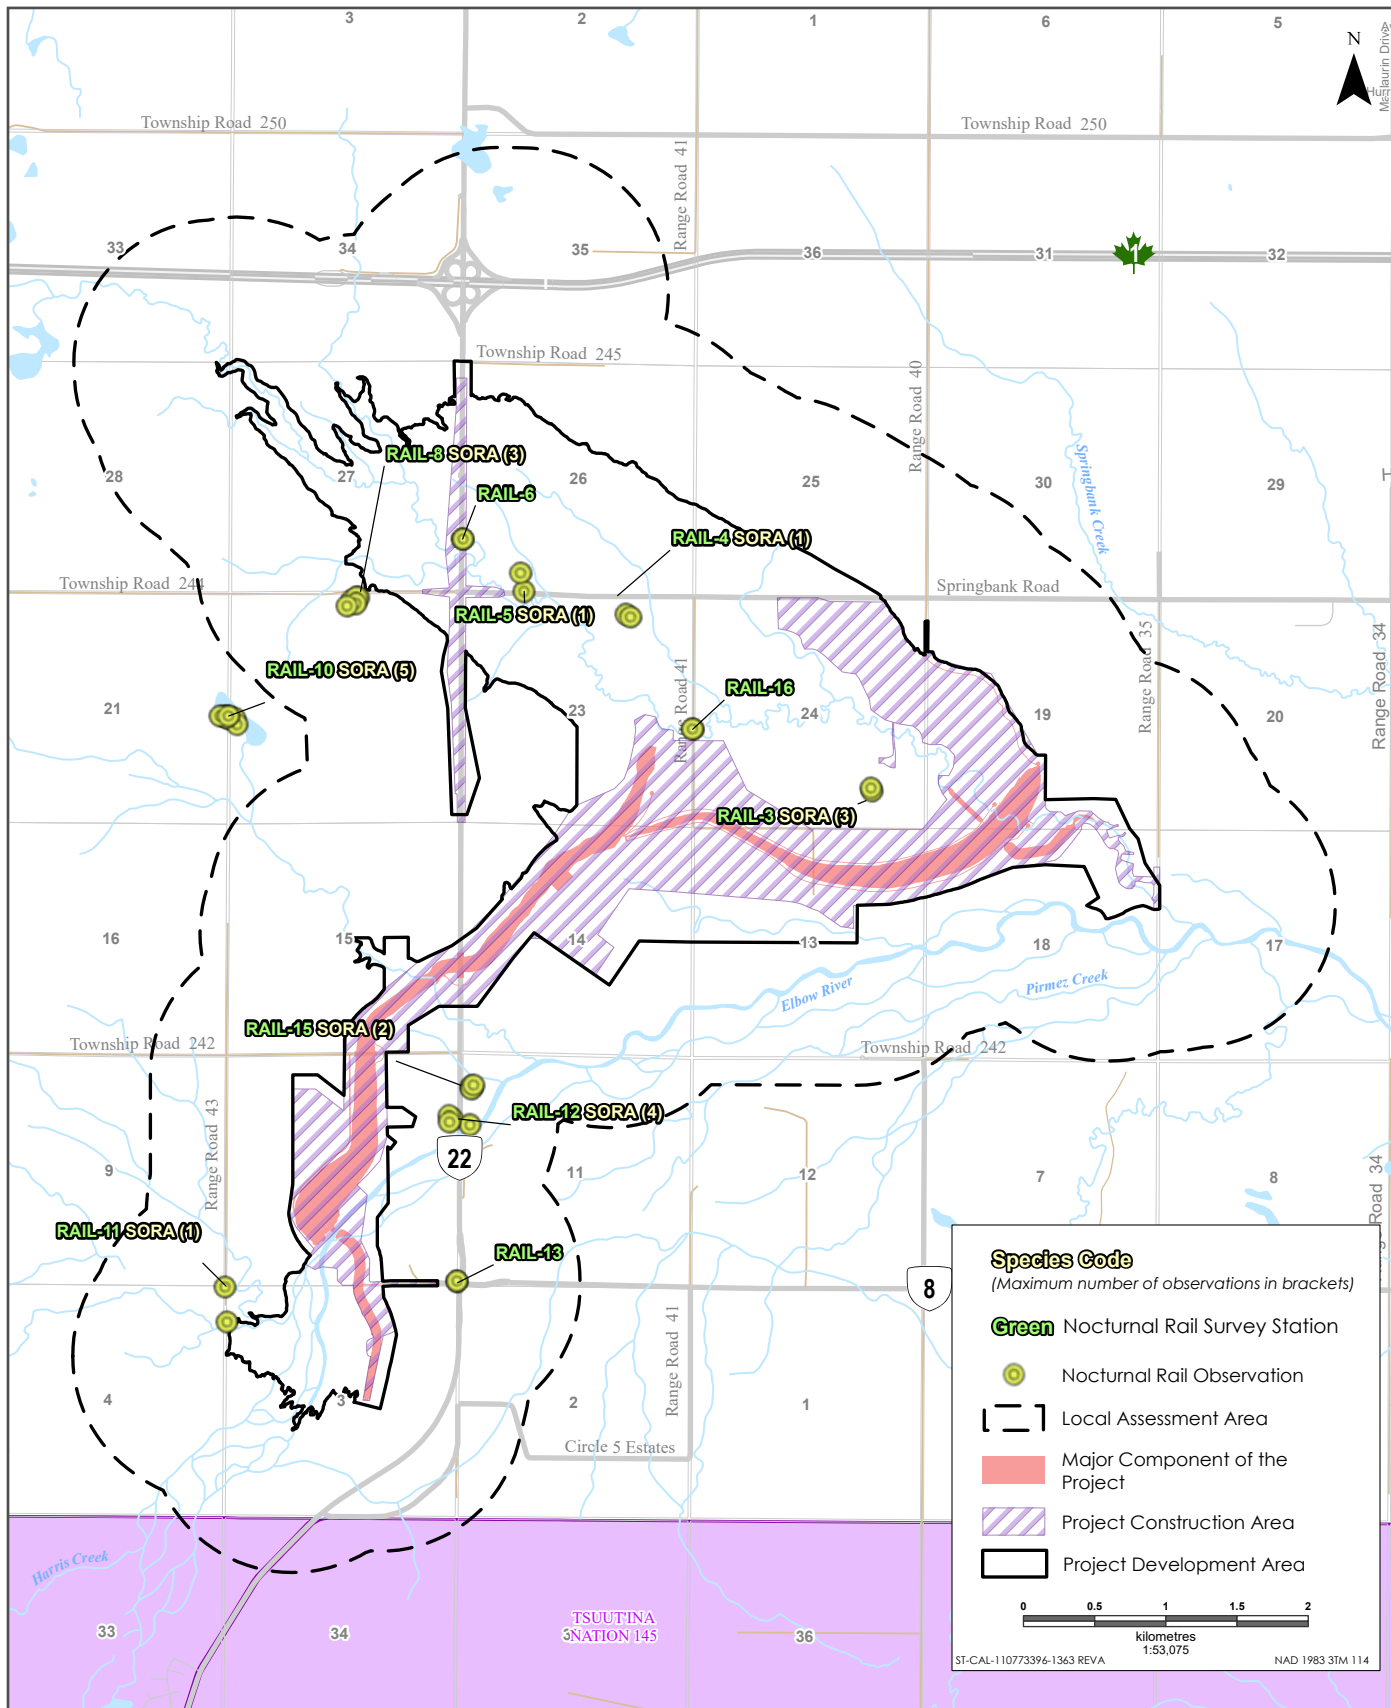 3
2
1
6
5
N
Maclaurin Drive
Township Road 250
Township Road 250
Range Road 41
33
34
35
36
31
1
32
Township Road 245
Range Road 40
RAIL-8 SORA (3)
28
27
26
25
30
29
RAIL-6
Springbank Creek
RAIL-4 SORA (1)
Township Road 244
Springbank Road
RAIL-5 SORA (1)
Range Road 35
Range Road 34
RAIL-10 SORA (5)
Range Road 41
RAIL-16
21
23
24
19
20
RAIL-3 SORA (3)
16
15
14
13
18
17
Elbow River
Pirmez Creek
RAIL-15 SORA (2)
Township Road 242
Township Road 242
RAIL-12 SORA (4)
Range Road 43
22
9
11
12
7
8
Road 34
RAIL-11 SORA (1)
RAIL-13
8
Range Road 41
4
3
2
1
Circle 5 Estates
Harris Creek
33
34
TSUUT'INA
NATION 145
36
Species Code
(Maximum number of observations in brackets)
Green Nocturnal Rail Survey Station
Nocturnal Rail Observation
Local Assessment Area
Major Component of the
Project
Project Construction Area
Project Development Area
0 0.5 1 1.5 2
kilometres
1:53,075
ST-CAL-110773396-1363 REVA NAD 1983 3TM 114